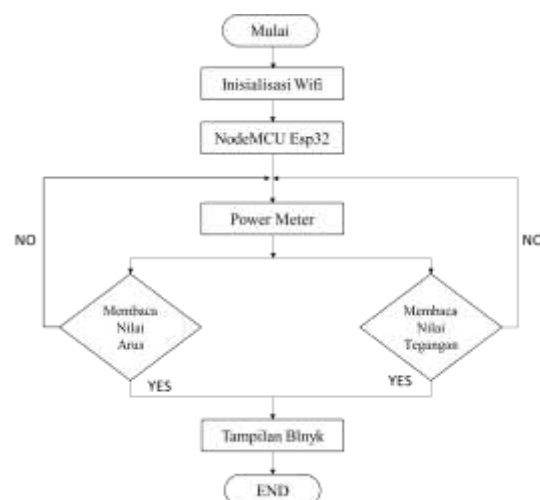 Mulai
Inisialisasi Wifi
NodeMCU Esp32
Power Meter
NO
NO
Membaca
Nilai
Arus
Membaca
Nilai
Tegangan
YES
YES
Tampilan Blnyk
END